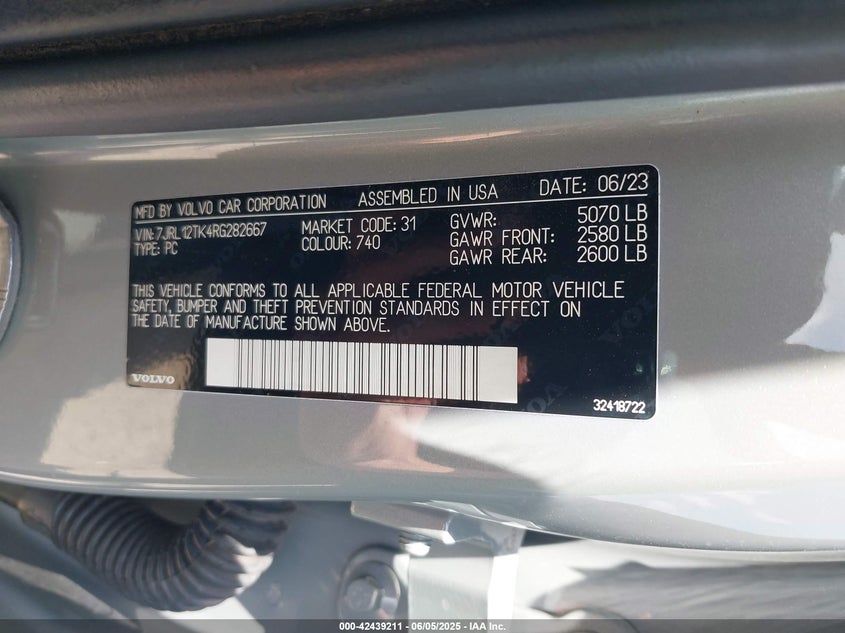 MFD BY VOLVO CAR CORPORATION ASSEMBLED IN USA DATE: 06/23
VIN: 7JRL12TK4RG282667 MARKET CODE: 31 GVWR: 5070 LB
TYPE: PC COLOUR: 740 GAWR FRONT: 2580 LB
GAWR REAR: 2600 LB
THIS VEHICLE CONFORMS TO ALL APPLICABLE FEDERAL MOTOR VEHICLE
SAFETY, BUMPER AND THEFT PREVENTION STANDARDS IN EFFECT ON
THE DATE OF MANUFACTURE SHOWN ABOVE.
VOLVO
32418722
000-42439211 - 06/05/2025 - IAA Inc.